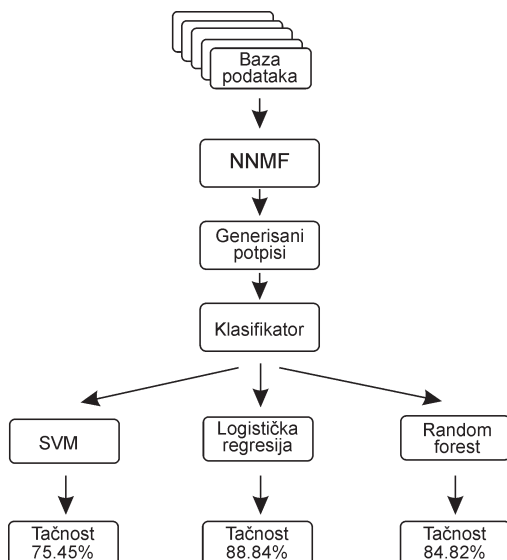 Baza
podataka
NNMF
Generisani
potpisi
Klasifikator
SVM
Logistička
regresija
Random
forest
Tačnost
75.45%
Tačnost
88.84%
Tačnost
84.82%